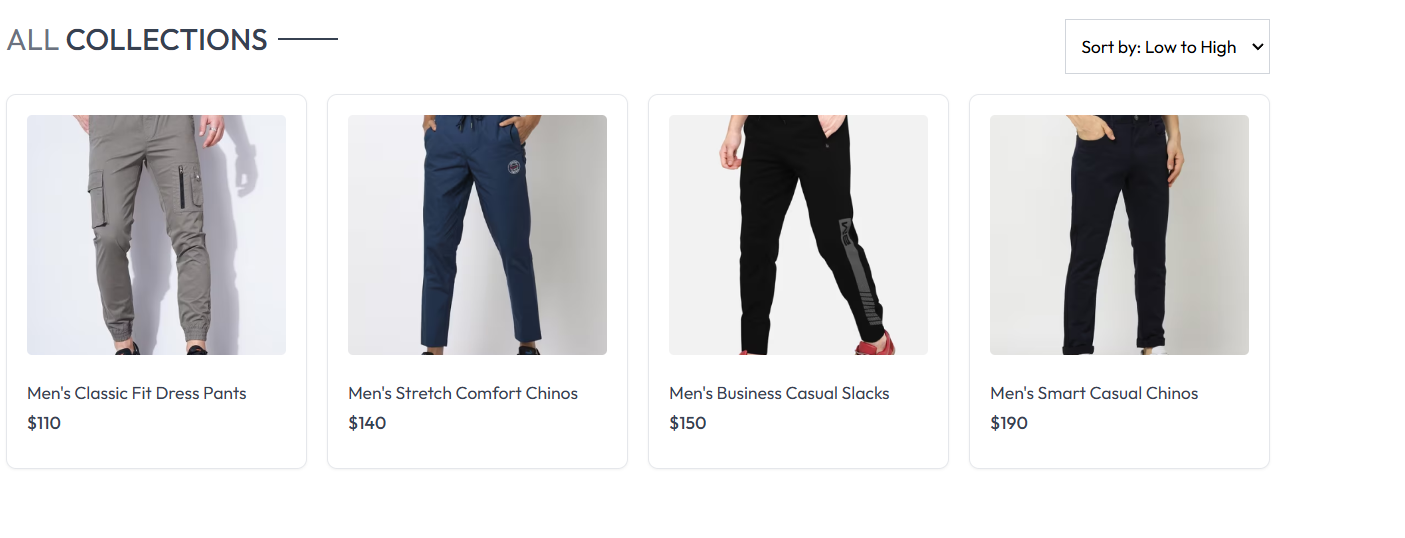 ALL COLLECTIONS
Sort by: Low to High
Men's Classic Fit Dress Pants
$110
Men's Stretch Comfort Chinos
$140
Men's Business Casual Slacks
$150
Men's Smart Casual Chinos
$190